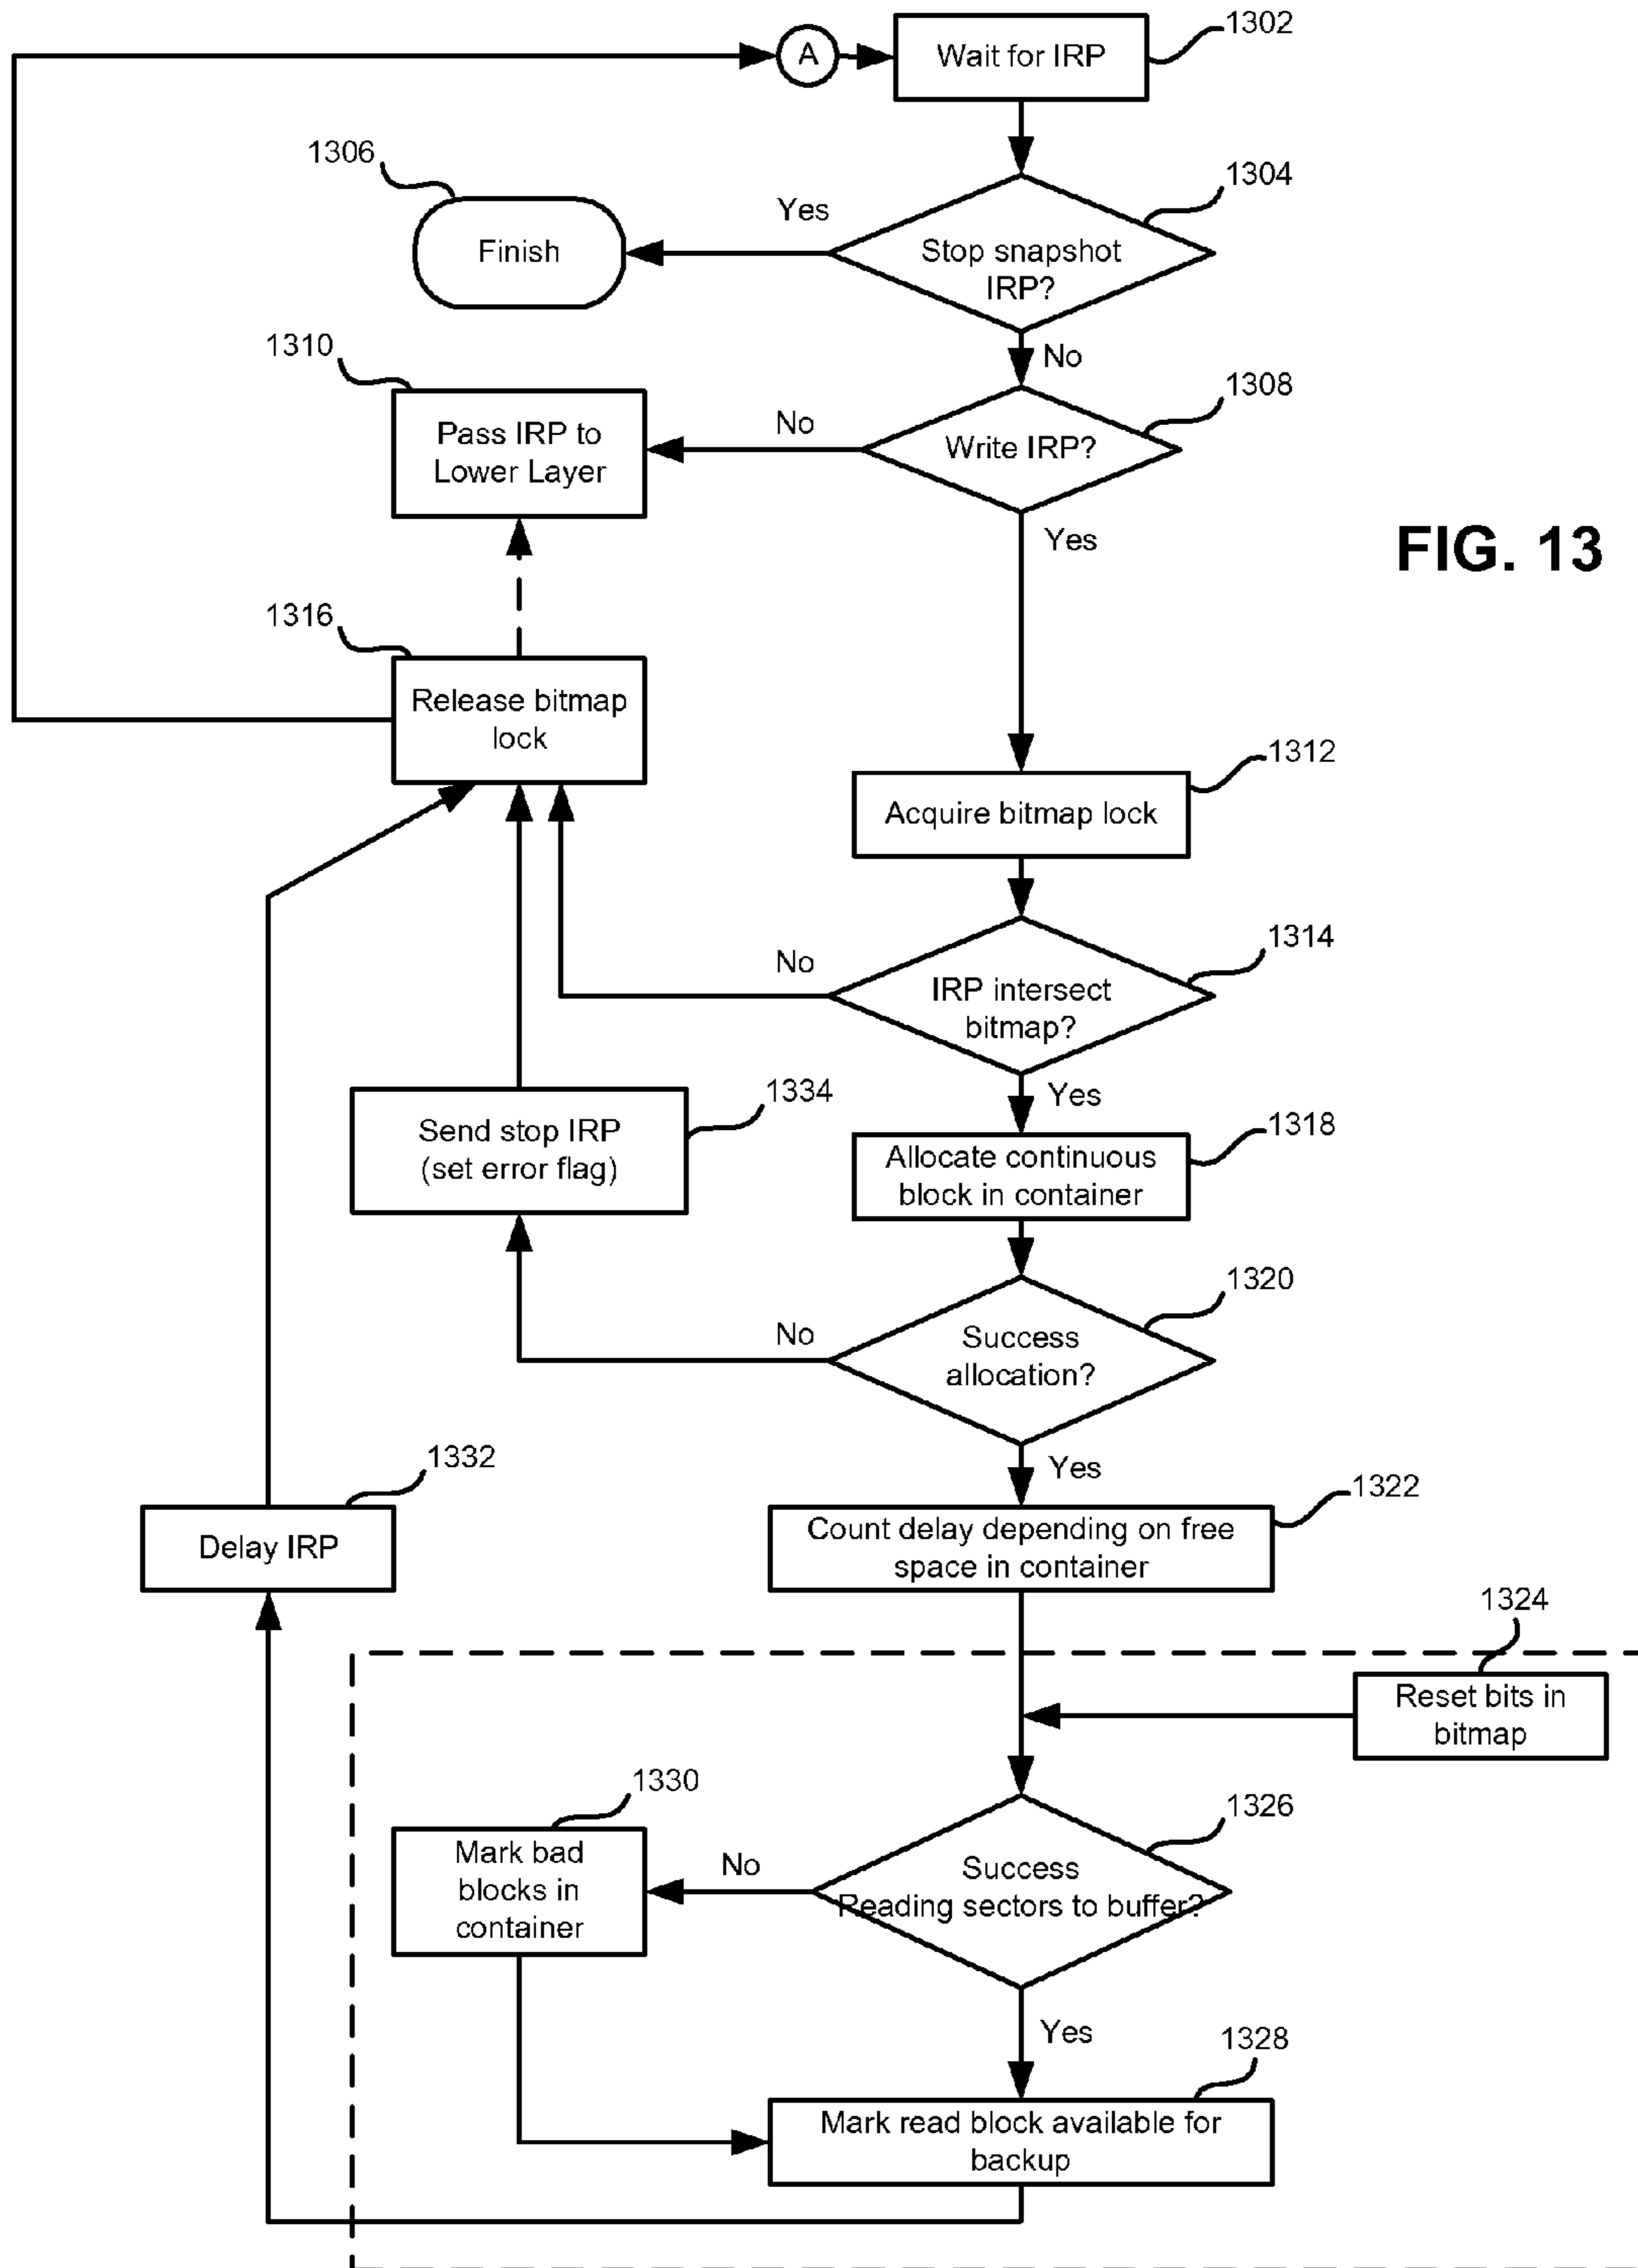 A
Wait for IRP
1302
1306
1304
Yes
Finish
Stop snapshot
IRP?
No
1310
1308
Pass IRP to
Lower Layer
No
Write IRP?
Yes
FIG. 13
1316
Release bitmap
lock
1312
Acquire bitmap lock
1314
No
IRP intersect
bitmap?
1334
Yes
1318
Send stop IRP
(set error flag)
Allocate continuous
block in container
1320
No
Success
allocation?
1332
Yes
1322
Delay IRP
Count delay depending on free
space in container
1324
Reset bits in
bitmap
1330
1326
Mark bad
blocks in
container
No
Success
Reading sectors to buffer?
Yes
1328
Mark read block available for
backup